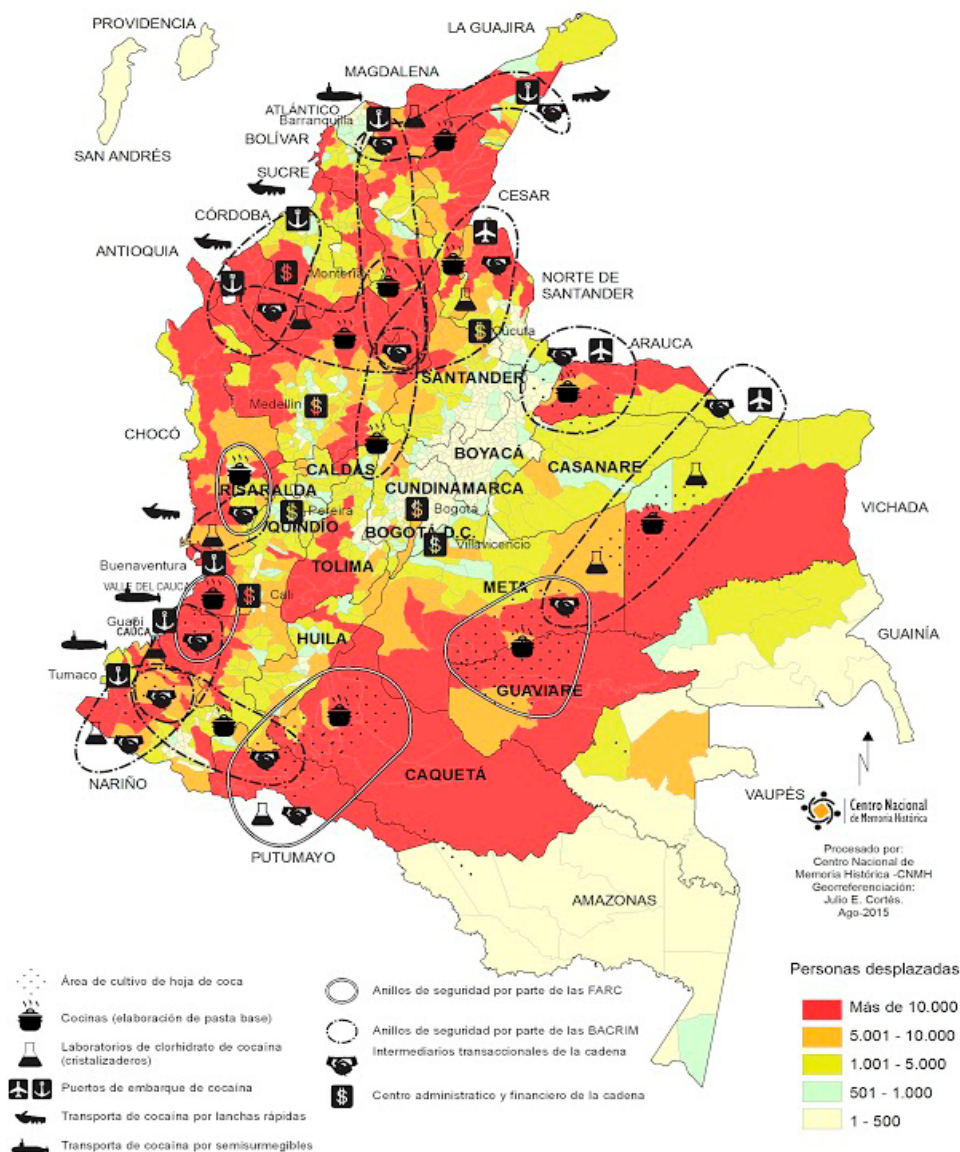 PROVIDENCIA
LA GUAJIRA
MAGDALENA
ATLÁNTICO
Barranquilla
BOLÍVAR
SAN ANDRÉS
SUCRE
CESAR
CÓRDOBA
ANTIOQUIA
Montería
NORTE DE
SANTANDER
Cúcuta
ARAUCA
SANTANDER
Medellín
CHOCÓ
BOYACÁ
CALDAS
CASANARE
CUNDINAMARCA
RISARALDA
VICHADA
Pereira
Bogotá
QUINDÍO
BOGOTÁ D.C.
Villavicencio
Buenaventura
TOLIMA
META
VALLE DEL CAUCA
Cali
Guapi
CAUCA
HUILA
GUAINÍA
Tumaco
GUAVIARE
CAQUETÁ
NARIÑO
VAUPÉS
PUTUMAYO
AMAZONAS
Centro Nacional
de Memoria Histórica
Procesado por:
Centro Nacional de
Memoria Histórica -CNMH
Georreferenciación:
Julio E. Cortés.
Ago-2015
Área de cultivo de hoja de coca
Cocinas (elaboración de pasta base)
Laboratorios de clorhidrato de cocaína
(cristalizaderos)
Puertos de embarque de cocaína
Transporta de cocaína por lanchas rápidas
Transporta de cocaína por semisurmegibles
Anillos de seguridad por parte de las FARC
Anillos de seguridad por parte de las BACRIM
Intermediarios transaccionales de la cadena
$ Centro administratico y financiero de la cadena
Personas desplazadas
Más de 10.000
5.001 - 10.000
1.001 - 5.000
501 - 1.000
1 - 500